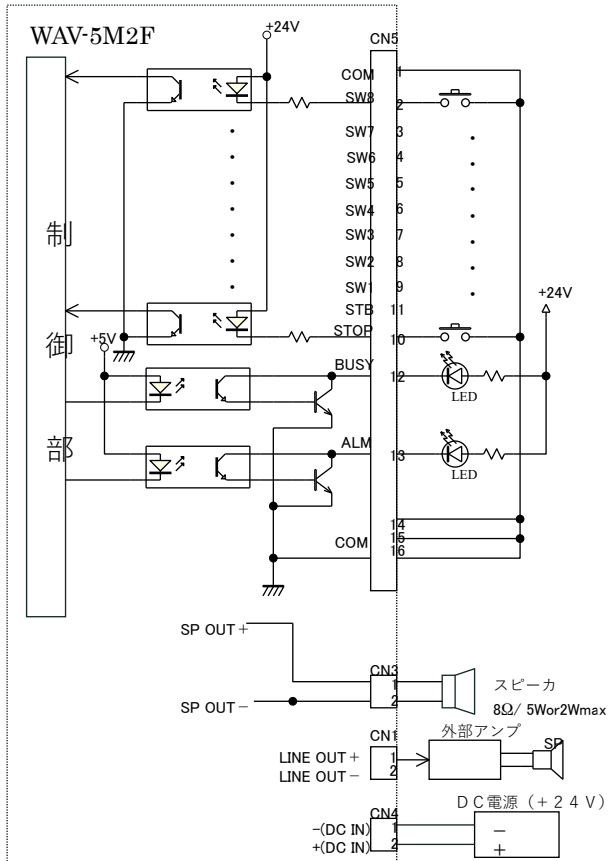 WAV-5M2F
+24V
CN5
COM 1
SW8 2
SW7 3
SW6 4
SW5 5
SW4 6
SW3 7
SW2 8
SW1 9
+24V
STB 11
STOP 10
制
御
部
+5V
BUSY 12
LED
ALM 13
LED
14
15
COM 16
SP OUT+
CN3
1
スピーカ
SP OUT− 2
8Ω/ 5Wor2Wmax
CN1
外部アンプ
SP
LINE OUT+ 1
LINE OUT− 2
CN4
DC電源(+24V)
−(DC IN) 1
−
+(DC IN) 2
+